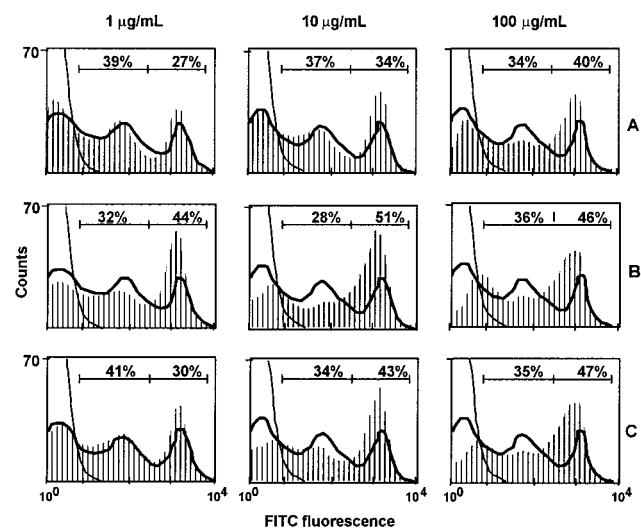 1 µg/mL 10 µg/mL 100 µg/mL
70
39% 27% 37% 34% 34% 40%
A
70
32% 44% 28% 51% 36% 46%
B
Counts
70
41% 30% 34% 43% 35% 47%
C
10⁰ 10⁴ 10⁰ 10⁴ 10⁰ 10⁴
FITC fluorescence